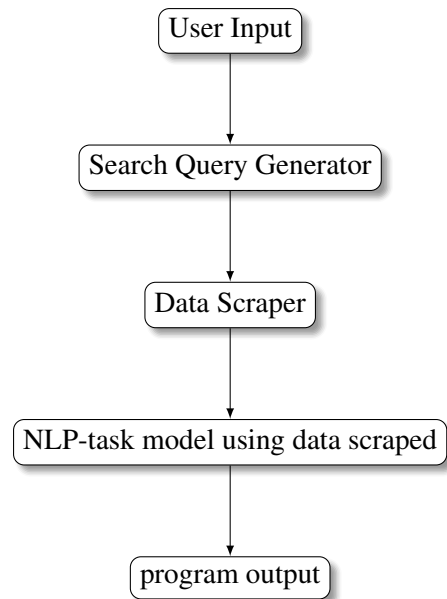 User Input
Search Query Generator
Data Scraper
NLP-task model using data scraped
program output